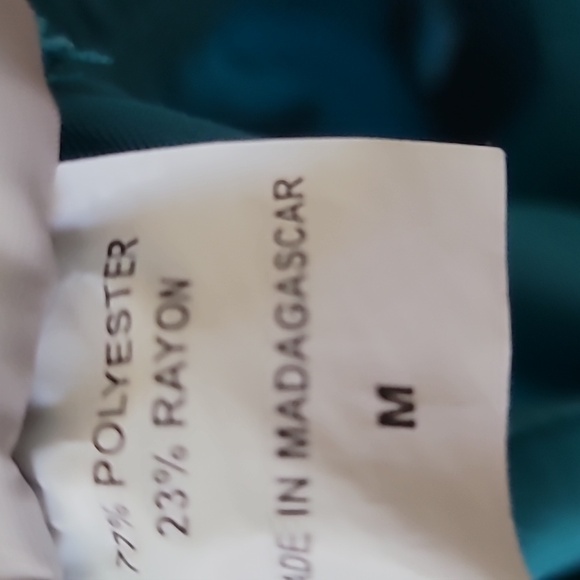 77% POLYESTER
23% RAYON
ADE IN MADAGASCAR
M